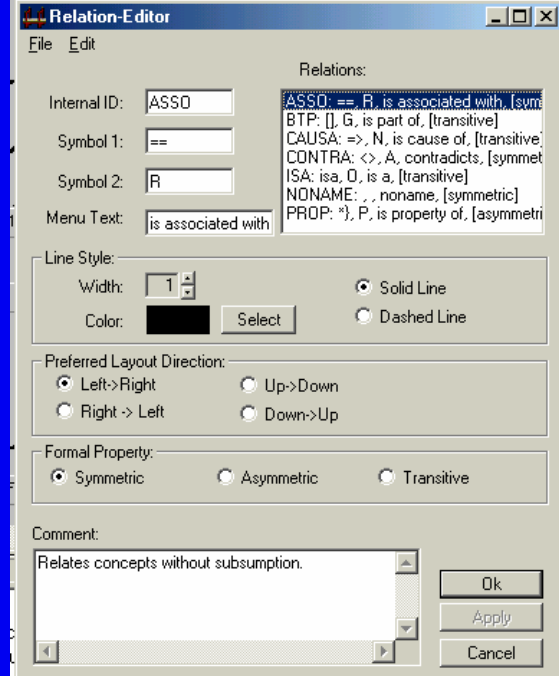 Relation-Editor
File Edit
Relations:
Internal ID: ASSO
Symbol 1: ==
Symbol 2: R
Menu Text: is associated with
ASSO: ==, R, is associated with, [sym
BTP: [], G, is part of, [transitive]
CAUSA: =>, N, is cause of, [transitive]
CONTRA: <>, A, contradicts, [symmet
ISA: isa, O, is a, [transitive]
NONAME: , , noname, [symmetric]
PROP: *}, P, is property of, [asymmetri
Line Style:
Width: 1
Solid Line
Color: Select
Dashed Line
Preferred Layout Direction:
Left->Right Up->Down
Right -> Left Down->Up
Formal Property:
Symmetric Asymmetric Transitive
Comment:
Relates concepts without subsumption.
Ok
Apply
Cancel